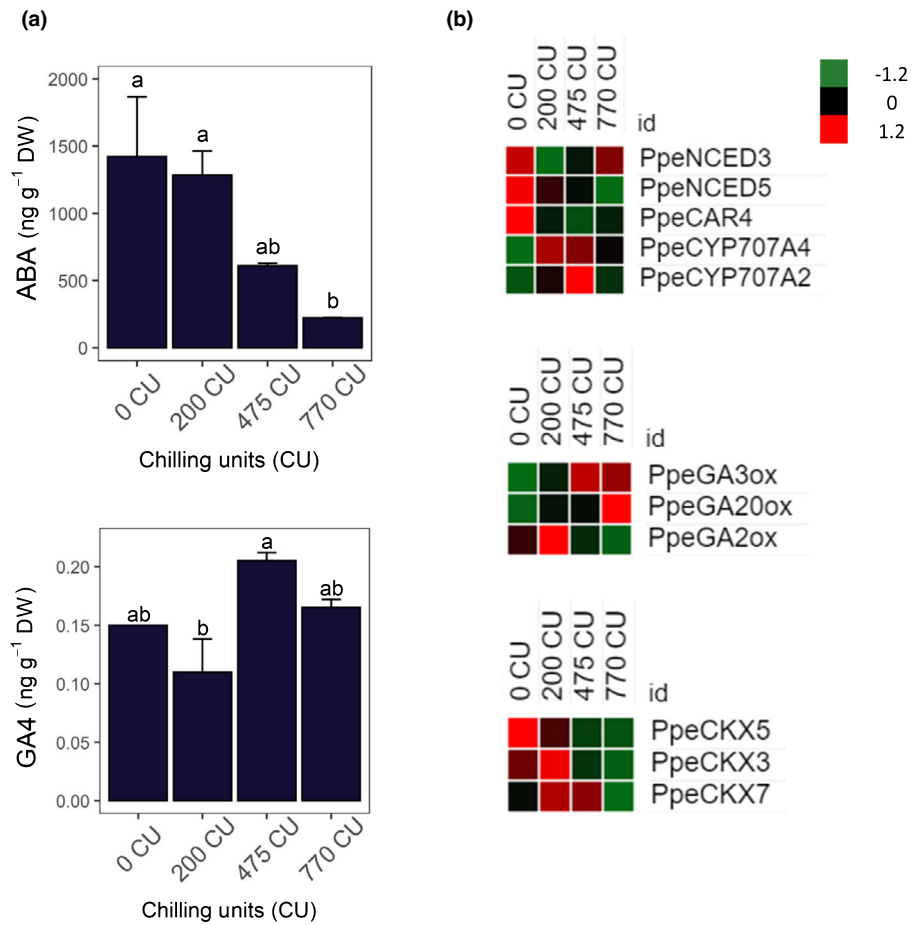 (a)
2000
1500
1000
500
0
ABA (ng g⁻¹ DW)
a
a
ab
b
0 CU
200 CU
475 CU
770 CU
Chilling units (CU)
0.20
0.15
0.10
0.05
0.00
GA4 (ng g⁻¹ DW)
ab
b
a
ab
0 CU
200 CU
475 CU
770 CU
Chilling units (CU)
(b)
-1.2
0
1.2
0 CU
200 CU
475 CU
770 CU
id
PpeNCED3
PpeNCED5
PpeCAR4
PpeCYP707A4
PpeCYP707A2
0 CU
200 CU
475 CU
770 CU
id
PpeGA3ox
PpeGA20ox
PpeGA2ox
0 CU
200 CU
475 CU
770 CU
id
PpeCKX5
PpeCKX3
PpeCKX7